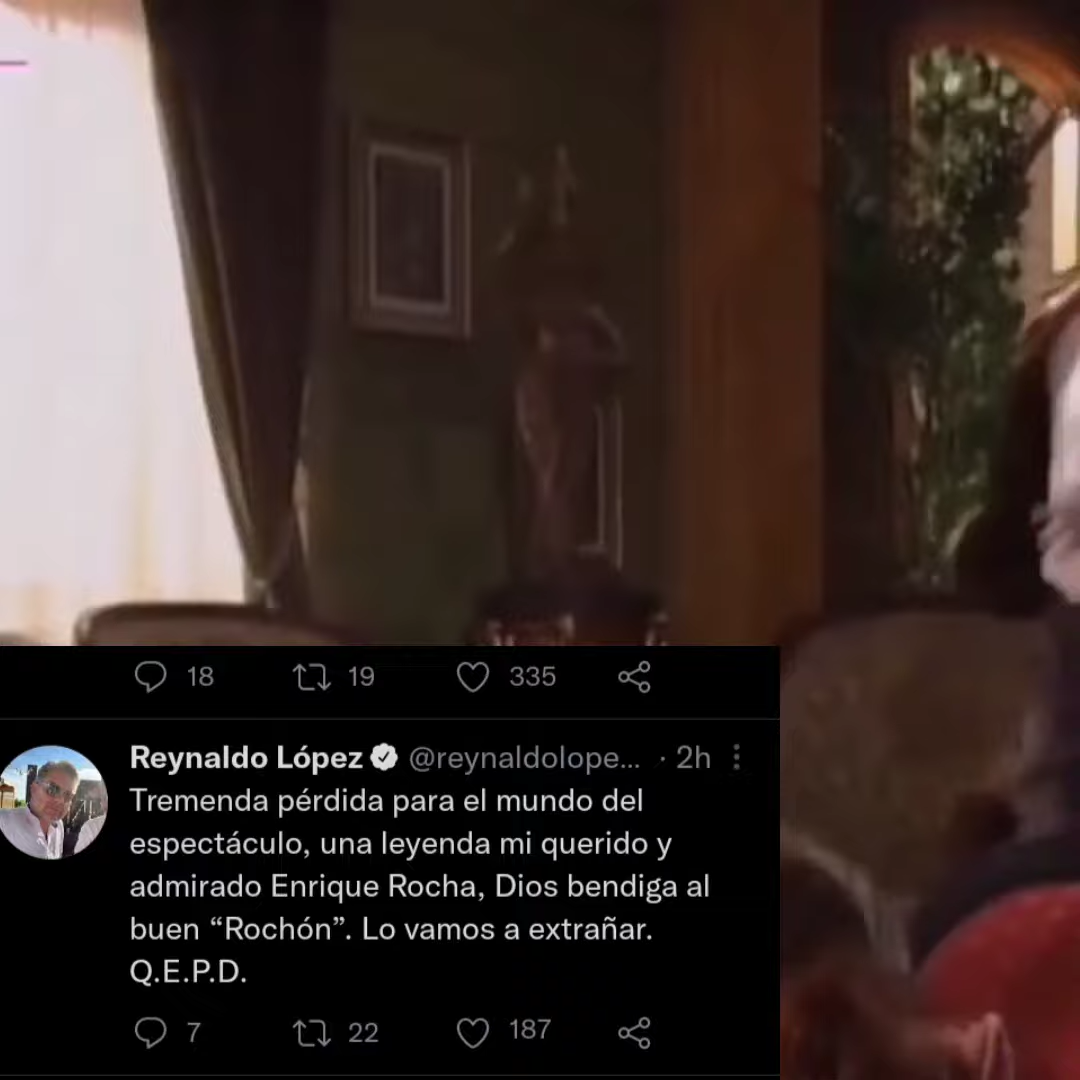 18 19 335
Reynaldo López @reynaldolope... · 2h
Tremenda pérdida para el mundo del
espectáculo, una leyenda mi querido y
admirado Enrique Rocha, Dios bendiga al
buen “Rochón”. Lo vamos a extrañar.
Q.E.P.D.
7 22 187